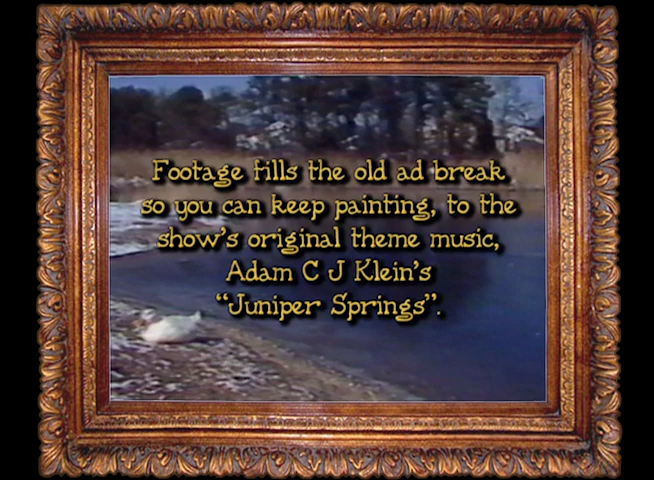 Footage fills the old ad break
so you can keep painting, to the
show's original theme music,
Adam C J Klein's
“Juniper Springs”.